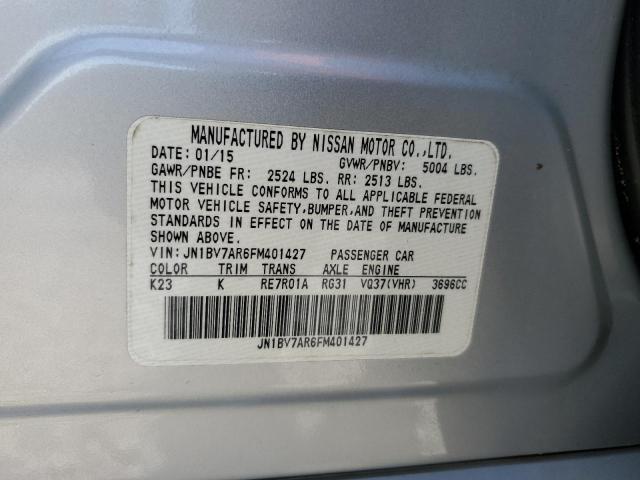 MANUFACTURED BY NISSAN MOTOR CO.,LTD.
DATE: 01/15 GVWR/PNBV: 5004 LBS.
GAWR/PNBE FR: 2524 LBS. RR: 2513 LBS.
THIS VEHICLE CONFORMS TO ALL APPLICABLE FEDERAL
MOTOR VEHICLE SAFETY,BUMPER,AND THEFT PREVENTION
STANDARDS IN EFFECT ON THE DATE OF MANUFACTURE
SHOWN ABOVE.
VIN:JN1BV7AR6FM401427 PASSENGER CAR
COLOR TRIM TRANS AXLE ENGINE
K23 K RE7R01A RG31 VQ37(VHR) 3696CC
JN1BV7AR6FM401427